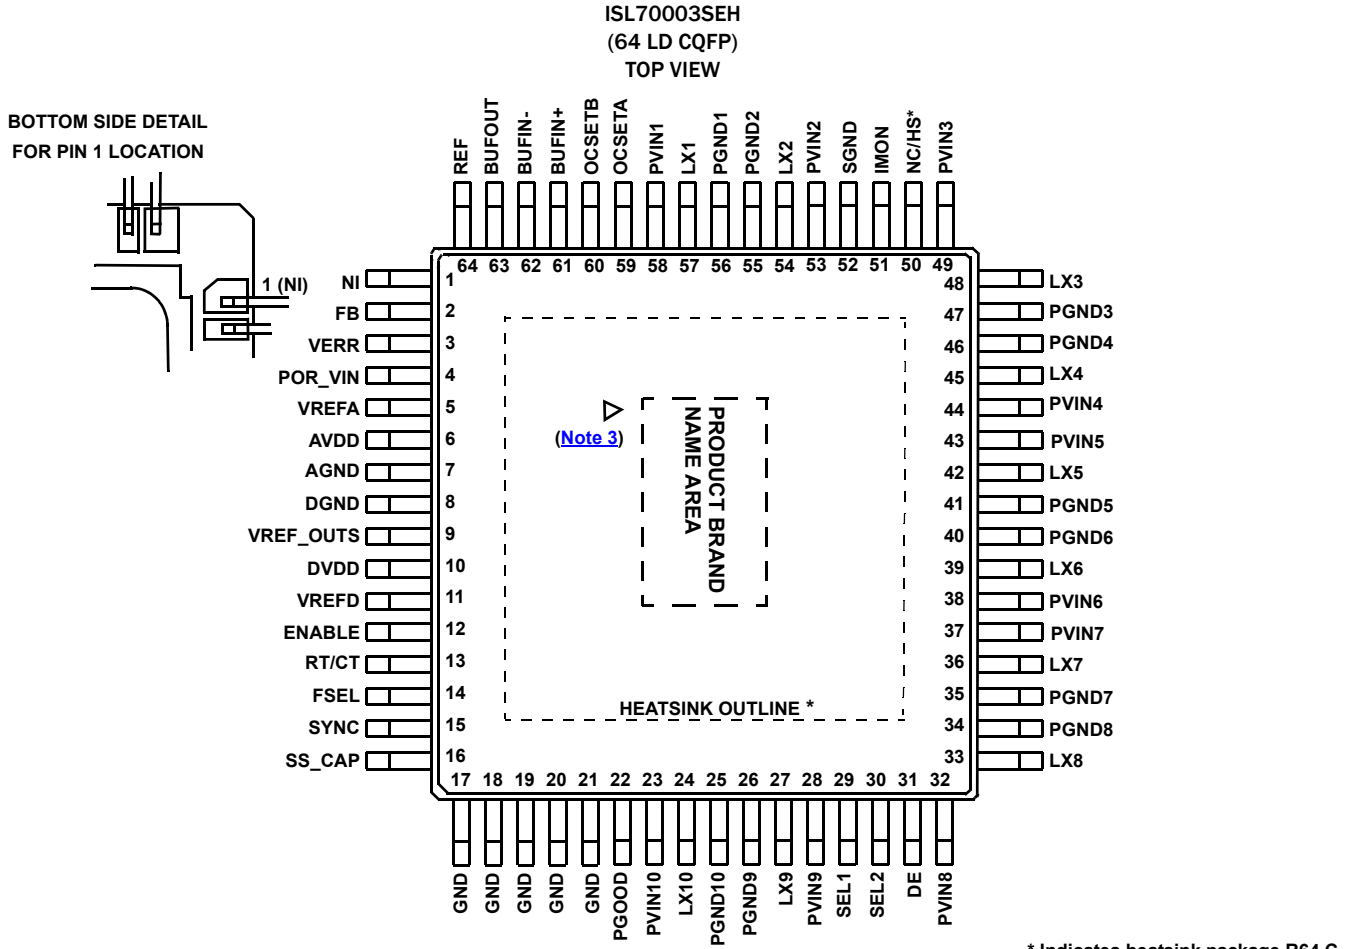 ISL70003SEH
(64 LD CQFP)
TOP VIEW
BOTTOM SIDE DETAIL
FOR PIN 1 LOCATION
1 (NI)
REF
BUFOUT
BUFIN-
BUFIN+
OCSETB
OCSETA
PVIN1
LX1
PGND1
PGND2
LX2
PVIN2
SGND
IMON
NC/HS*
PVIN3
64 63 62 61 60 59 58 57 56 55 54 53 52 51 50 49
NI 1
FB 2
VERR 3
POR_VIN 4
VREFA 5
AVDD 6
AGND 7
DGND 8
VREF_OUTS 9
DVDD 10
VREFD 11
ENABLE 12
RT/CT 13
FSEL 14
SYNC 15
SS_CAP 16
48 LX3
47 PGND3
46 PGND4
45 LX4
44 PVIN4
43 PVIN5
42 LX5
41 PGND5
40 PGND6
39 LX6
38 PVIN6
37 PVIN7
36 LX7
35 PGND7
34 PGND8
33 LX8
(Note 3)
PRODUCT BRAND
NAME AREA
HEATSINK OUTLINE *
17 18 19 20 21 22 23 24 25 26 27 28 29 30 31 32
GND
GND
GND
GND
GND
PGOOD
PVIN10
LX10
PGND10
PGND9
LX9
PVIN9
SEL1
SEL2
DE
PVIN8
* Indicates heatsink package